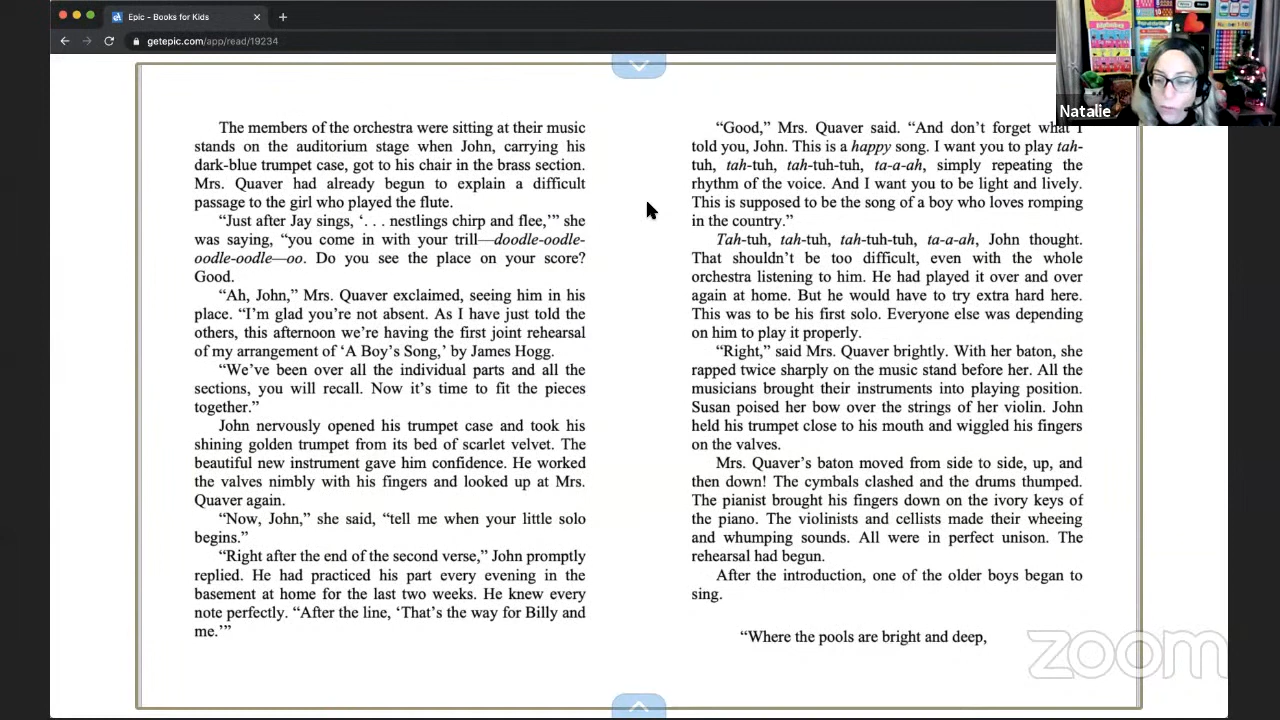 Epic - Books for Kids
getepic.com/app/read/19234
Natalie
The members of the orchestra were sitting at their music
stands on the auditorium stage when John, carrying his
dark-blue trumpet case, got to his chair in the brass section.
Mrs. Quaver had already begun to explain a difficult
passage to the girl who played the flute.
“Just after Jay sings, ‘. . . nestlings chirp and flee,’” she
was saying, “you come in with your trill—doodle-oodle-
oodle-oodle—oo. Do you see the place on your score?
Good.
“Ah, John,” Mrs. Quaver exclaimed, seeing him in his
place. “I’m glad you’re not absent. As I have just told the
others, this afternoon we’re having the first joint rehearsal
of my arrangement of ‘A Boy’s Song,’ by James Hogg.
“We’ve been over all the individual parts and all the
sections, you will recall. Now it’s time to fit the pieces
together.”
John nervously opened his trumpet case and took his
shining golden trumpet from its bed of scarlet velvet. The
beautiful new instrument gave him confidence. He worked
the valves nimbly with his fingers and looked up at Mrs.
Quaver again.
“Now, John,” she said, “tell me when your little solo
begins.”
“Right after the end of the second verse,” John promptly
replied. He had practiced his part every evening in the
basement at home for the last two weeks. He knew every
note perfectly. “After the line, ‘That’s the way for Billy and
me.’”
“Good,” Mrs. Quaver said. “And don’t forget what I
told you, John. This is a happy song. I want you to play tah-
tuh, tah-tuh, tah-tuh-tuh, ta-a-ah, simply repeating the
rhythm of the voice. And I want you to be light and lively.
This is supposed to be the song of a boy who loves romping
in the country.”
Tah-tuh, tah-tuh, tah-tuh-tuh, ta-a-ah, John thought.
That shouldn’t be too difficult, even with the whole
orchestra listening to him. He had played it over and over
again at home. But he would have to try extra hard here.
This was to be his first solo. Everyone else was depending
on him to play it properly.
“Right,” said Mrs. Quaver brightly. With her baton, she
rapped twice sharply on the music stand before her. All the
musicians brought their instruments into playing position.
Susan poised her bow over the strings of her violin. John
held his trumpet close to his mouth and wiggled his fingers
on the valves.
Mrs. Quaver’s baton moved from side to side, up, and
then down! The cymbals clashed and the drums thumped.
The pianist brought his fingers down on the ivory keys of
the piano. The violinists and cellists made their wheeing
and whumping sounds. All were in perfect unison. The
rehearsal had begun.
After the introduction, one of the older boys began to
sing.
“Where the pools are bright and deep,
zoom